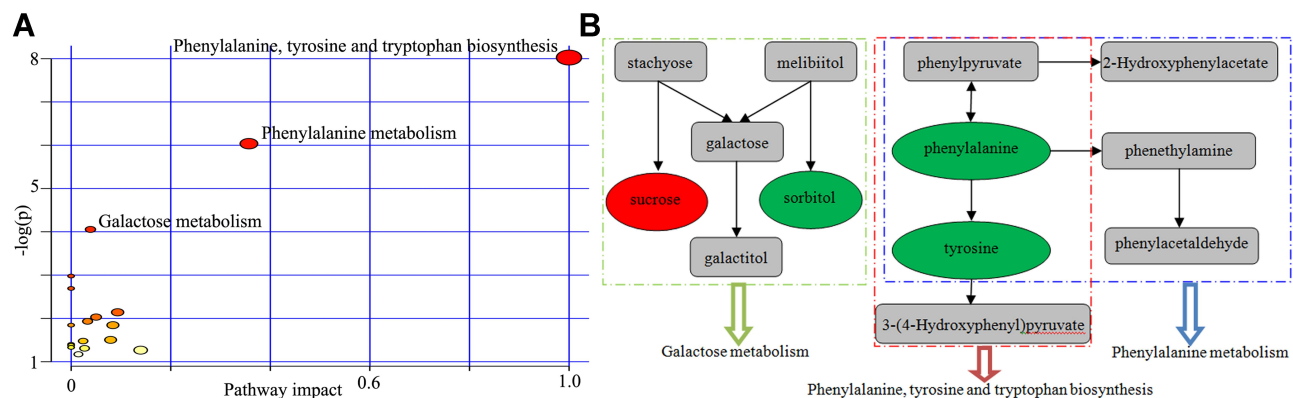 A
Phenylalanine, tyrosine and tryptophan biosynthesis
8
Phenylalanine metabolism
5
Galactose metabolism
-log(p)
1
0
0.6
1.0
Pathway impact
B
stachyose
melibiitol
phenylpyruvate
2-Hydroxyphenylacetate
galactose
phenylalanine
phenethylamine
sucrose
sorbitol
tyrosine
phenylacetaldehyde
galactitol
3-(4-Hydroxyphenyl)pyruvate
Galactose metabolism
Phenylalanine metabolism
Phenylalanine, tyrosine and tryptophan biosynthesis